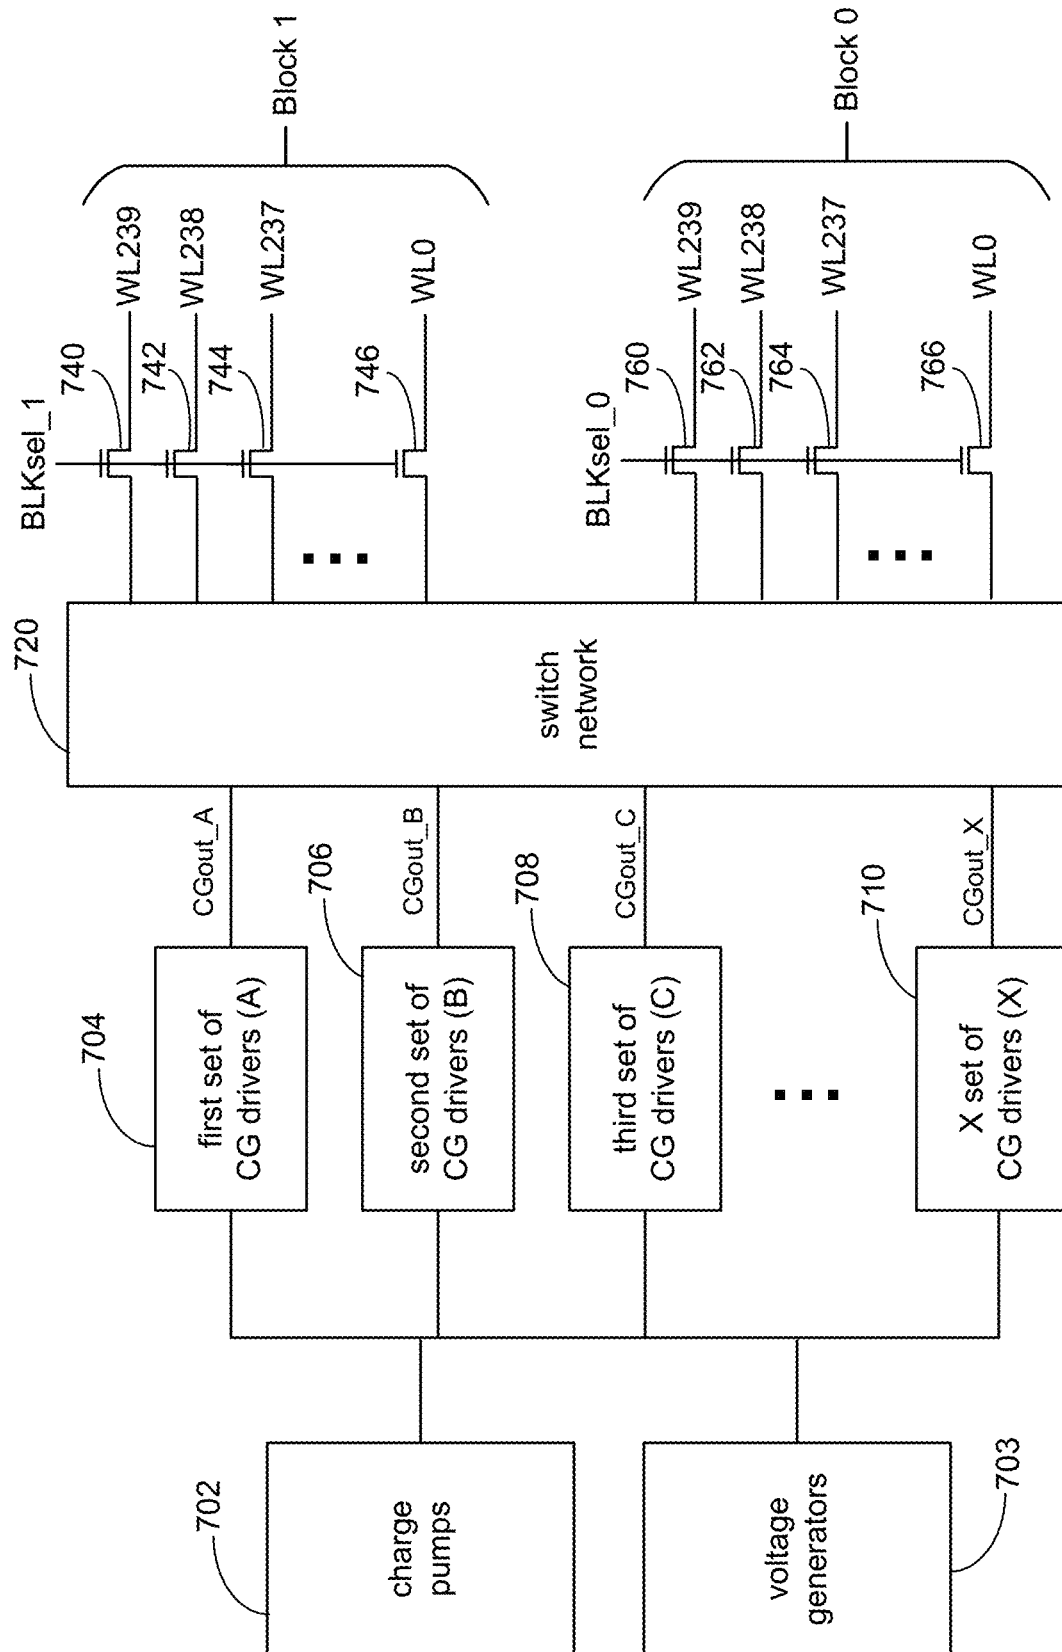 702
charge
pumps
voltage
generators
703
704
first set of
CG drivers (A)
706
second set of
CG drivers (B)
708
third set of
CG drivers (C)
710
X set of
CG drivers (X)
CGout_A
CGout_B
CGout_C
CGout_X
720
switch
network
BLKsel_1
740
742
744
746
WL239
WL238
WL237
WL0
Block 1
BLKsel_0
760
762
764
766
WL239
WL238
WL237
WL0
Block 0